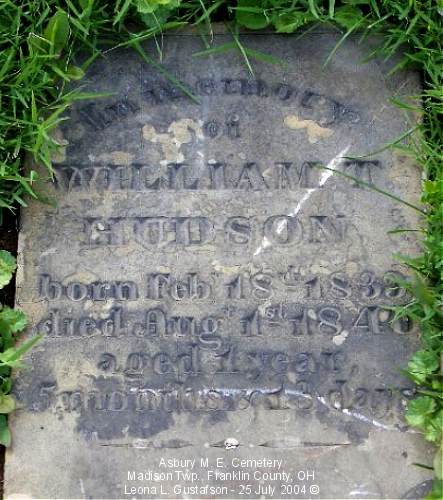 In memory
of
WILLIAM T
HUDSON
born Feb 18th 1839,
died Augt 1st 1840
aged 1 year,
5 months & 13 days
Asbury M. E. Cemetery
Madison Twp., Franklin County, OH
Leona L. Gustafson - 25 July 2004 ©